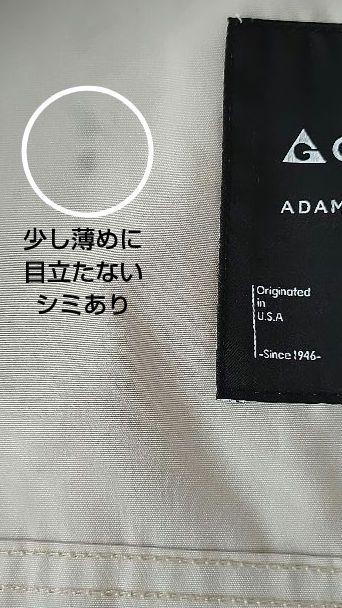 少し薄めに
目立たない
シミあり
ADAM
Originated
in
U.S.A
-Since 1946-